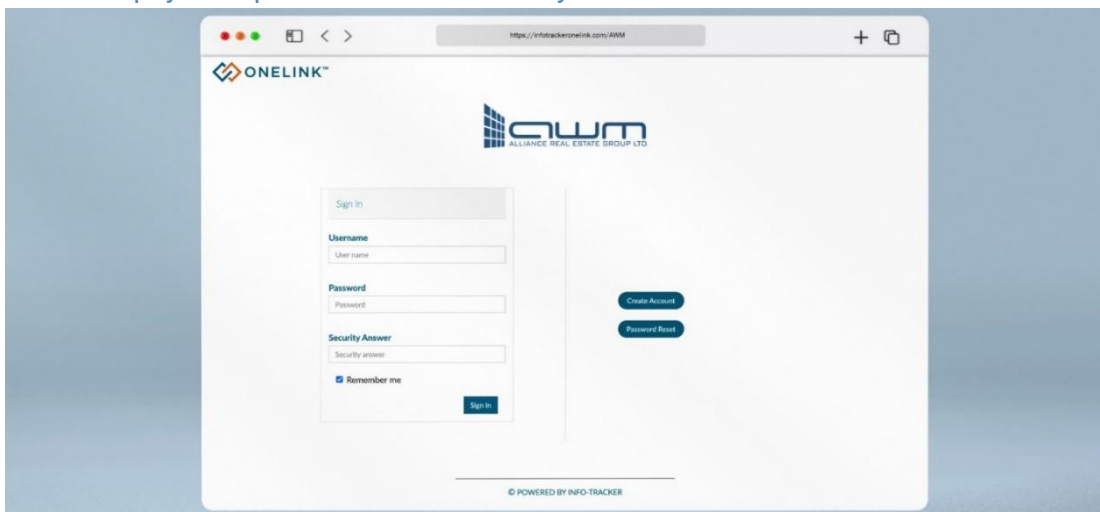 https://infotrackeronelink.com/AWM
ONELINK™
awm
ALLIANCE REAL ESTATE GROUP LTD.
Sign in
Username
User name
Password
Password
Create Account
Password Reset
Security Answer
Security answer
Remember me
Sign In
© POWERED BY INFO-TRACKER